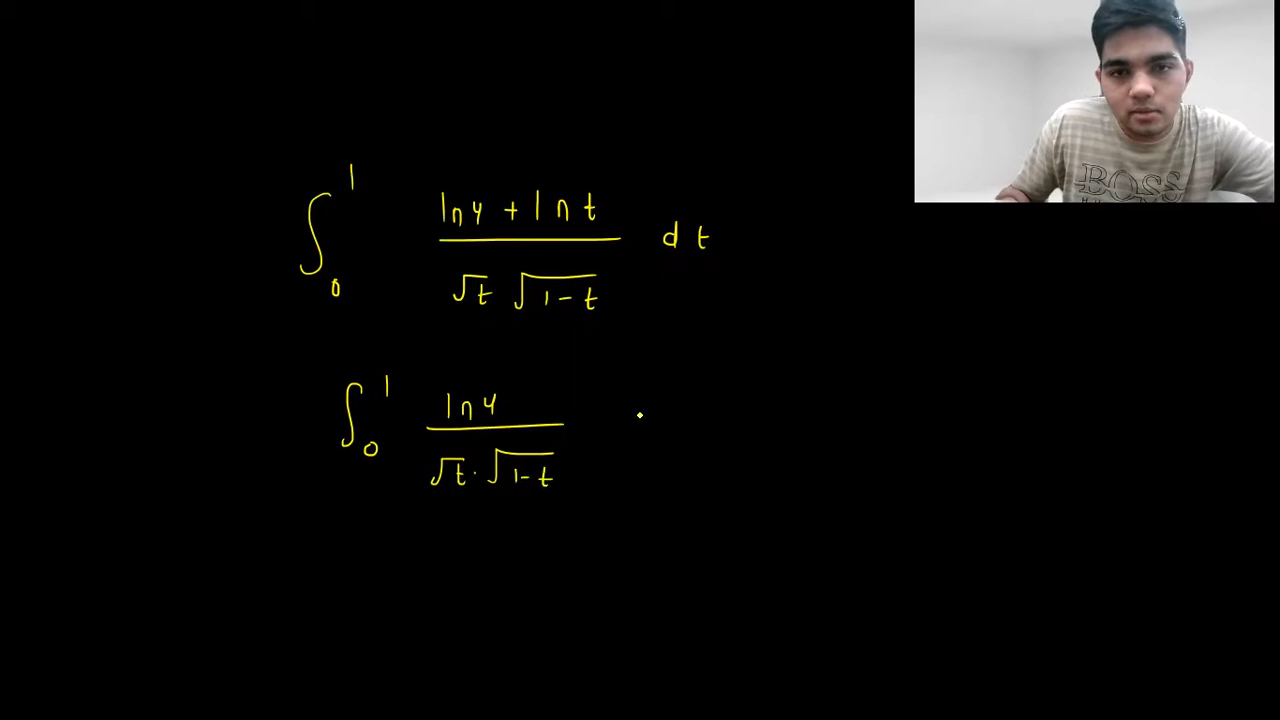 BOSS
∫₀¹ (ln4 + ln t) / (√t √(1-t)) dt
∫₀¹ ln4 / (√t · √(1-t))